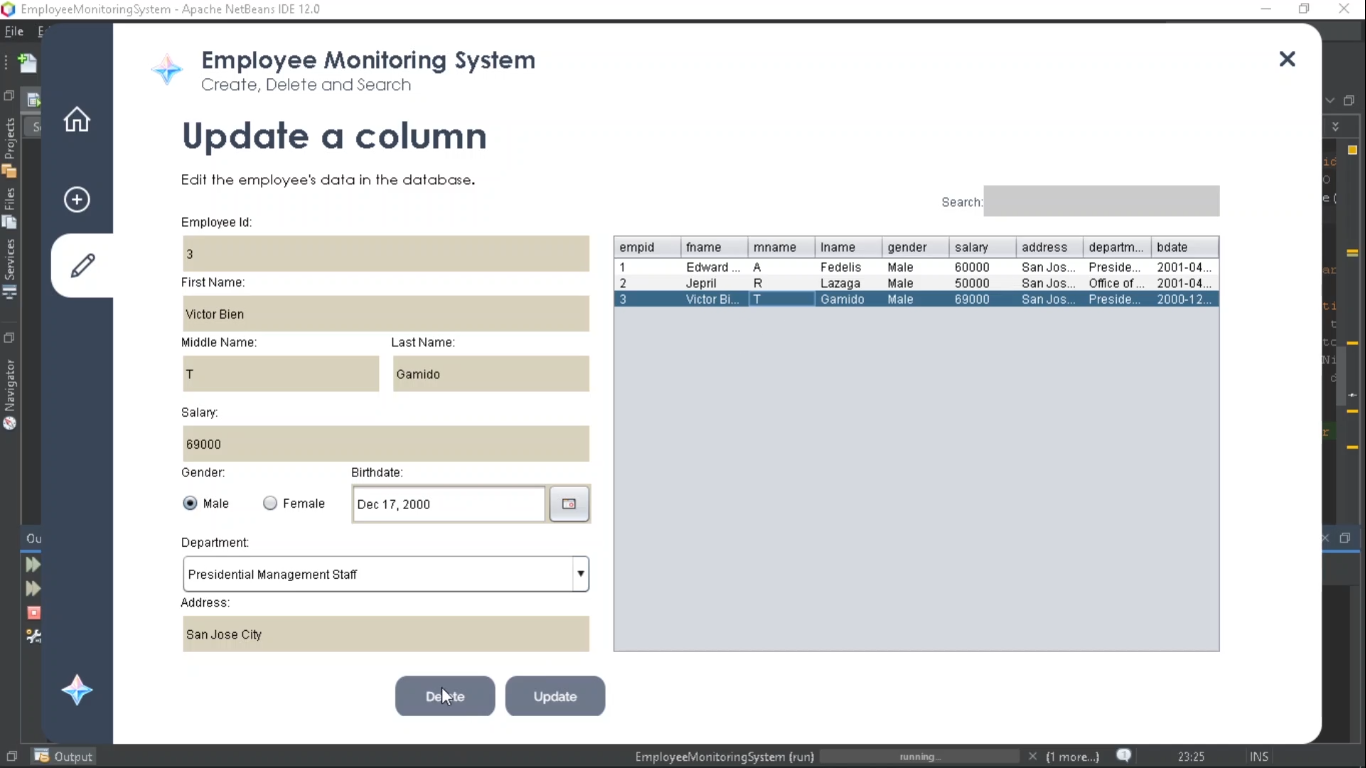 EmployeeMonitoringSystem - Apache NetBeans IDE 12.0
File
Employee Monitoring System
Create, Delete and Search
Update a column
Edit the employee's data in the database.
Search:
Employee Id:
3
First Name:
Victor Bien
Middle Name: Last Name:
T Gamido
Salary:
69000
Gender: Birthdate:
Male Female Dec 17, 2000
Department:
Presidential Management Staff
Address:
San Jose City
Delete Update
empid fname mname lname gender salary address departm... bdate
1 Edward ... A Fedelis Male 60000 San Jos... Preside... 2001-04...
2 Jepril R Lazaga Male 50000 San Jos... Office of ... 2001-04...
3 Victor Bi... T Gamido Male 69000 San Jos... Preside... 2000-12...
Projects
Files
Services
Navigator
Output
EmployeeMonitoringSystem (run) running... (1 more...) 23:25 INS